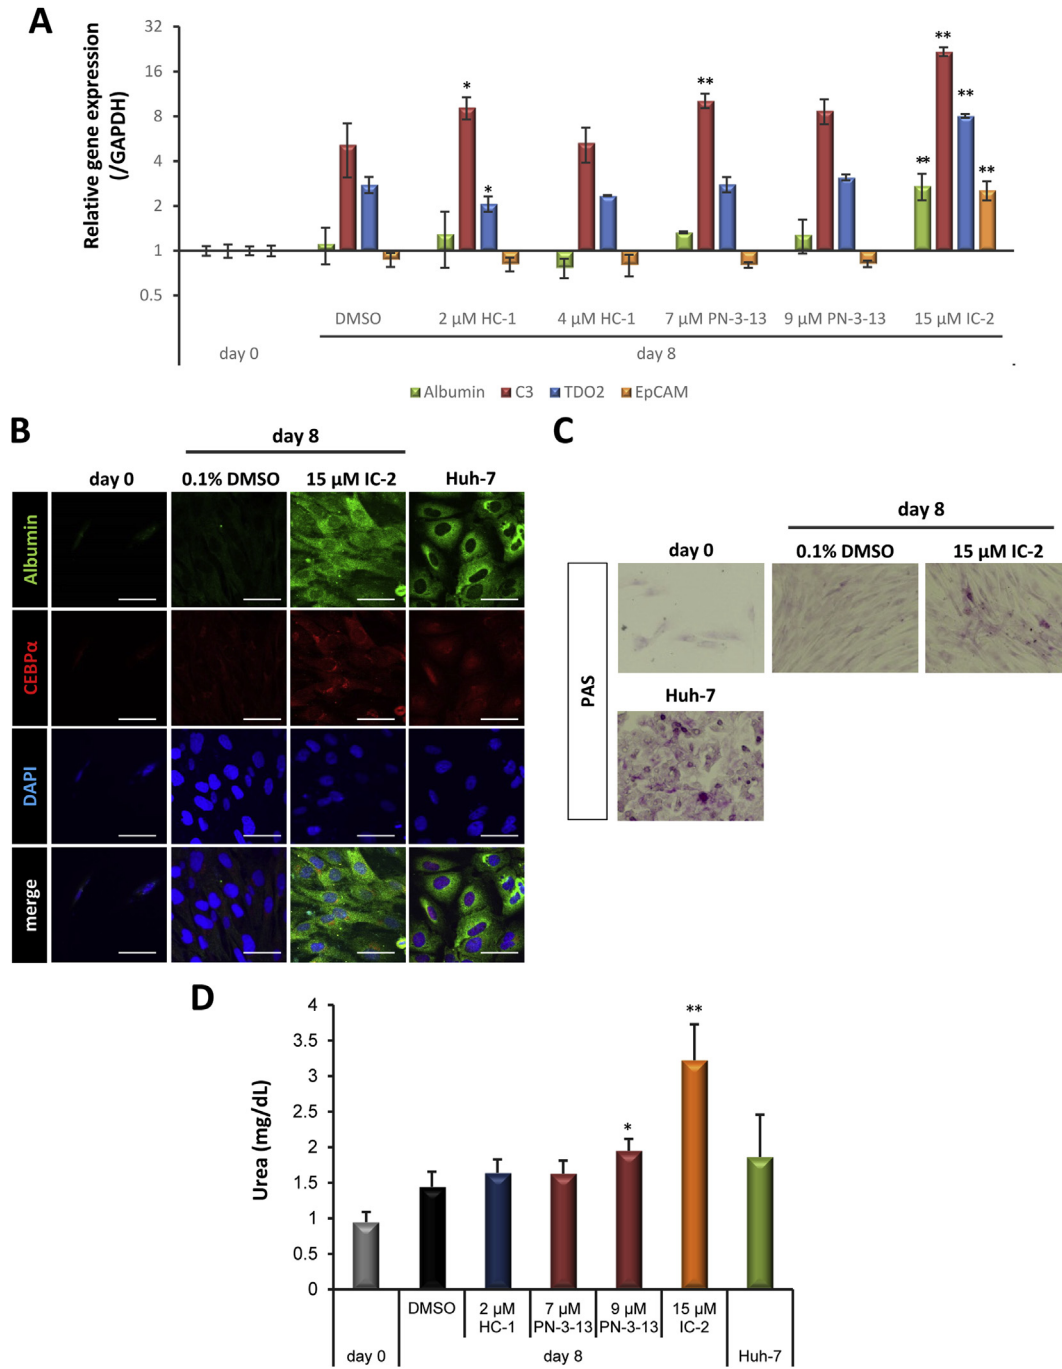 A
Relative gene expression
(/GAPDH)
32
16
8
4
2
1
0.5
* * ** ** ** ** **
DMSO 2 µM HC-1 4 µM HC-1 7 µM PN-3-13 9 µM PN-3-13 15 µM IC-2
day 0 day 8
Albumin C3 TDO2 EpCAM
B
day 8
day 0 0.1% DMSO 15 µM IC-2 Huh-7
Albumin
CEBPα
DAPI
merge
C
day 8
day 0 0.1% DMSO 15 µM IC-2
PAS
Huh-7
D
Urea (mg/dL)
4
3.5
3
2.5
2
1.5
1
0.5
0
* **
DMSO 2 µM HC-1 7 µM PN-3-13 9 µM PN-3-13 15 µM IC-2
day 0 day 8 Huh-7